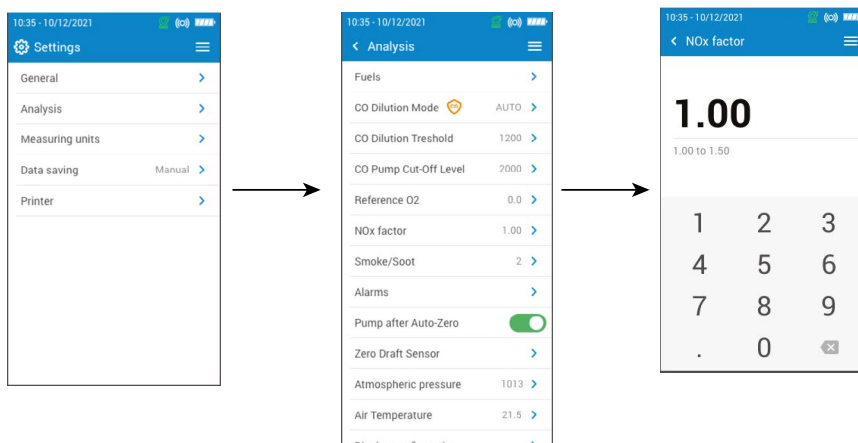 10:35 - 10/12/2021
Settings
General
Analysis
Measuring units
Data saving Manual
Printer
10:35 - 10/12/2021
Analysis
Fuels
CO Dilution Mode AUTO
CO Dilution Treshold 1200
CO Pump Cut-Off Level 2000
Reference O2 0.0
NOx factor 1.00
Smoke/Soot 2
Alarms
Pump after Auto-Zero
Zero Draft Sensor
Atmospheric pressure 1013
Air Temperature 21.5
10:35 - 10/12/2021
NOx factor
1.00
1.00 to 1.50
1 2 3
4 5 6
7 8 9
. 0